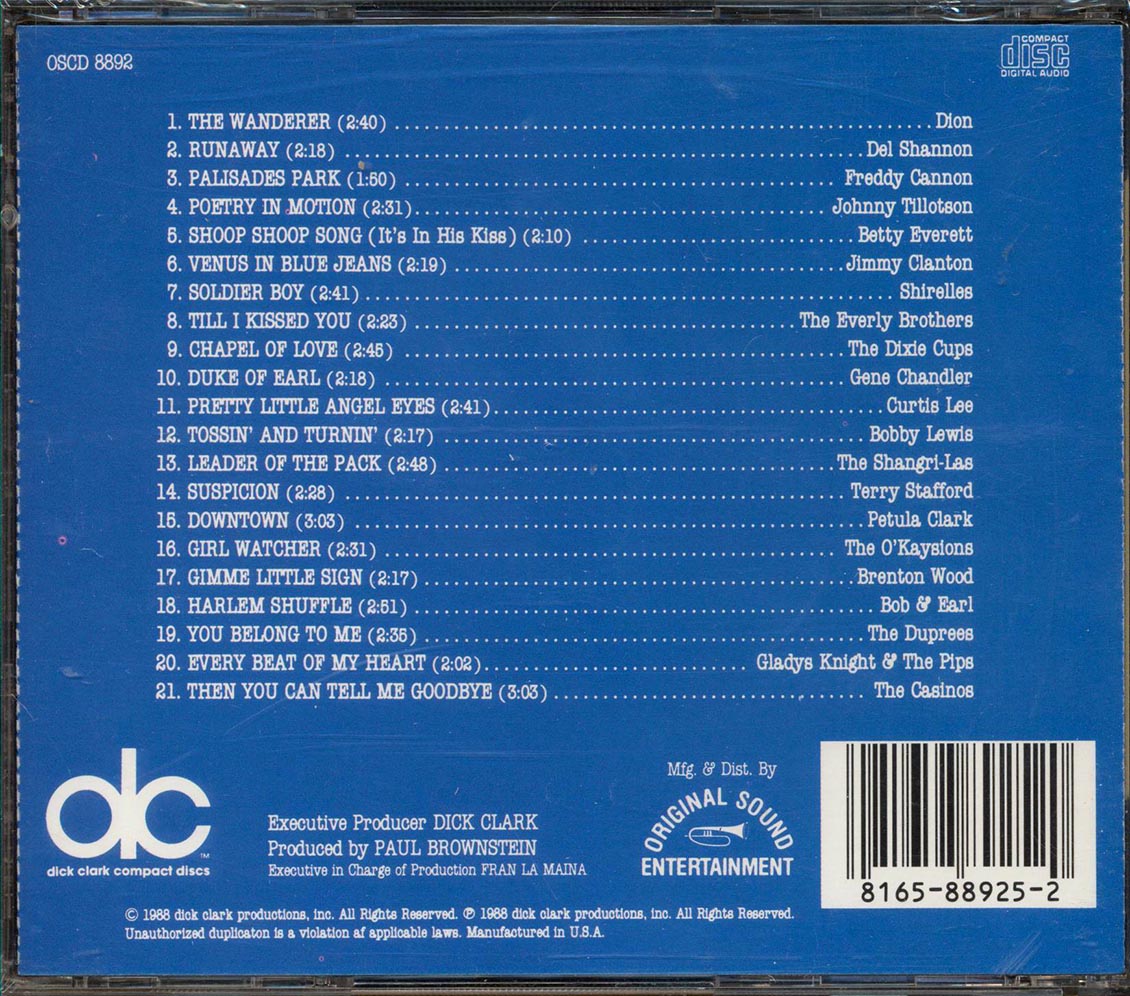 OSCD 8892
COMPACT
disc
DIGITAL AUDIO
1. THE WANDERER (2:40) Dion
2. RUNAWAY (2:18) Del Shannon
3. PALISADES PARK (1:50) Freddy Cannon
4. POETRY IN MOTION (2:31) Johnny Tillotson
5. SHOOP SHOOP SONG (It's In His Kiss) (2:10) Betty Everett
6. VENUS IN BLUE JEANS (2:19) Jimmy Clanton
7. SOLDIER BOY (2:41) Shirelles
8. TILL I KISSED YOU (2:23) The Everly Brothers
9. CHAPEL OF LOVE (2:45) The Dixie Cups
10. DUKE OF EARL (2:18) Gene Chandler
11. PRETTY LITTLE ANGEL EYES (2:41) Curtis Lee
12. TOSSIN' AND TURNIN' (2:17) Bobby Lewis
13. LEADER OF THE PACK (2:48) The Shangri-Las
14. SUSPICION (2:28) Terry Stafford
15. DOWNTOWN (3:03) Petula Clark
16. GIRL WATCHER (2:31) The O'Kaysions
17. GIMME LITTLE SIGN (2:17) Brenton Wood
18. HARLEM SHUFFLE (2:51) Bob & Earl
19. YOU BELONG TO ME (2:35) The Duprees
20. EVERY BEAT OF MY HEART (2:02) Gladys Knight & The Pips
21. THEN YOU CAN TELL ME GOODBYE (3:03) The Casinos
dc™
dick clark compact discs
Executive Producer DICK CLARK
Produced by PAUL BROWNSTEIN
Executive in Charge of Production FRAN LA MAINA
Mfg. & Dist. By
ORIGINAL SOUND
ENTERTAINMENT
8165-88925-2
© 1988 dick clark productions, inc. All Rights Reserved. ℗ 1988 dick clark productions, inc. All Rights Reserved.
Unauthorized duplicaton is a violation af applicable laws. Manufactured in U.S.A.